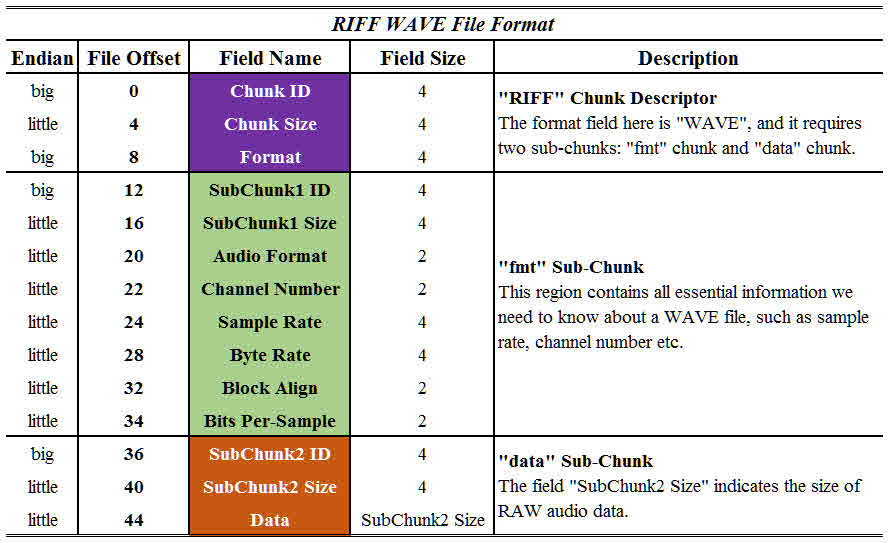 RIFF WAVE File Format
Endian File Offset Field Name Field Size Description
big 0 Chunk ID 4
little 4 Chunk Size 4
big 8 Format 4
"RIFF" Chunk Descriptor
The format field here is "WAVE", and it requires
two sub-chunks: "fmt" chunk and "data" chunk.
big 12 SubChunk1 ID 4
little 16 SubChunk1 Size 4
little 20 Audio Format 2
little 22 Channel Number 2
little 24 Sample Rate 4
little 28 Byte Rate 4
little 32 Block Align 2
little 34 Bits Per-Sample 2
"fmt" Sub-Chunk
This region contains all essential information we
need to know about a WAVE file, such as sample
rate, channel number etc.
big 36 SubChunk2 ID 4
little 40 SubChunk2 Size 4
little 44 Data SubChunk2 Size
"data" Sub-Chunk
The field "SubChunk2 Size" indicates the size of
RAW audio data.